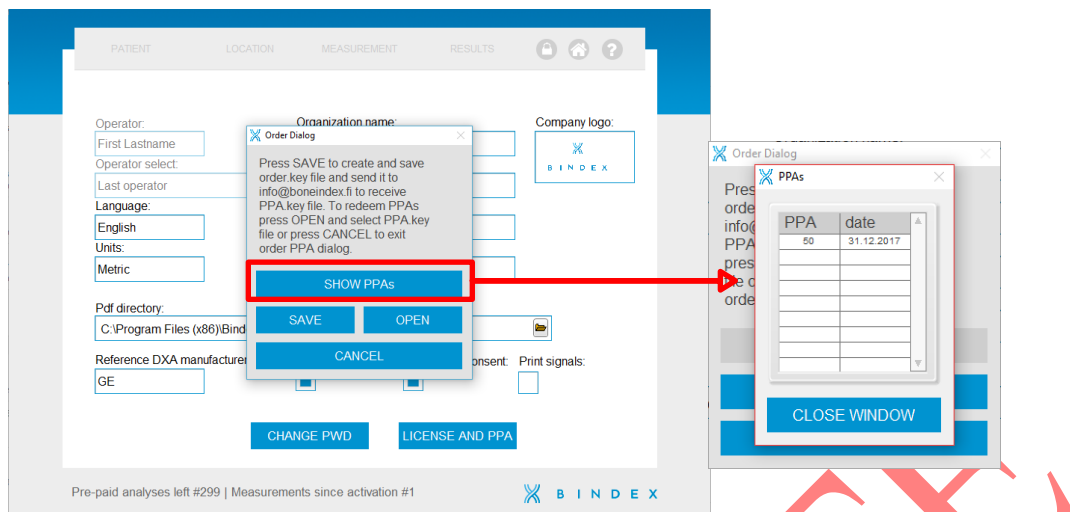 PATIENT LOCATION MEASUREMENT RESULTS ?
Operator: Organization name: Company logo:
First Lastname
BINDEX
Operator select:
Last operator
Language:
English
Units:
Metric
Pdf directory:
C:\Program Files (x86)\Bind
Reference DXA manufacturer onsent: Print signals:
GE
CHANGE PWD LICENSE AND PPA
Pre-paid analyses left #299 | Measurements since activation #1
BINDEX
Order Dialog
Press SAVE to create and save
order.key file and send it to
info@boneindex.fi to receive
PPA.key file. To redeem PPAs
press OPEN and select PPA.key
file or press CANCEL to exit
order PPA dialog.
SHOW PPAs
SAVE OPEN
CANCEL
Order Dialog
Pres
orde
info@
PPA
pres
file o
orde
PPAs
PPA date
50 31.12.2017
CLOSE WINDOW